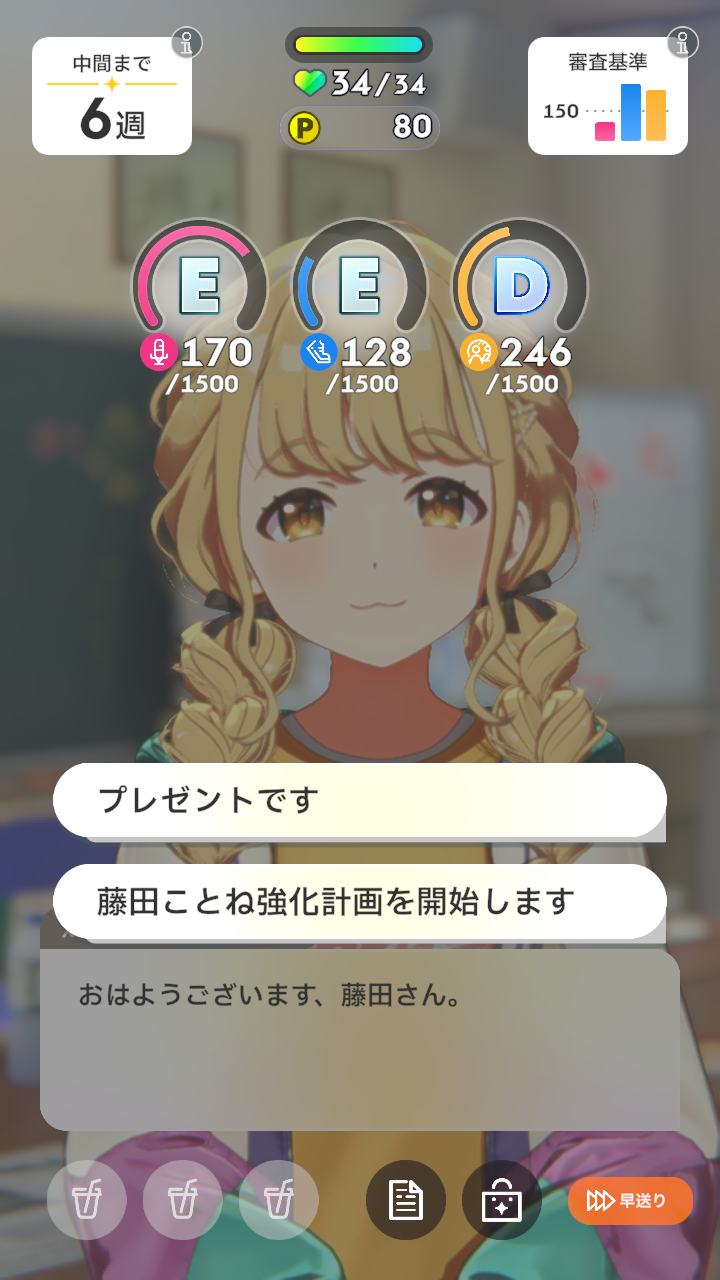 中間まで
6週
34/34
P 80
審査基準
150
E
E
D
170
/1500
128
/1500
246
/1500
プレゼントです
藤田ことね強化計画を開始します
おはようございます、藤田さん。
早送り